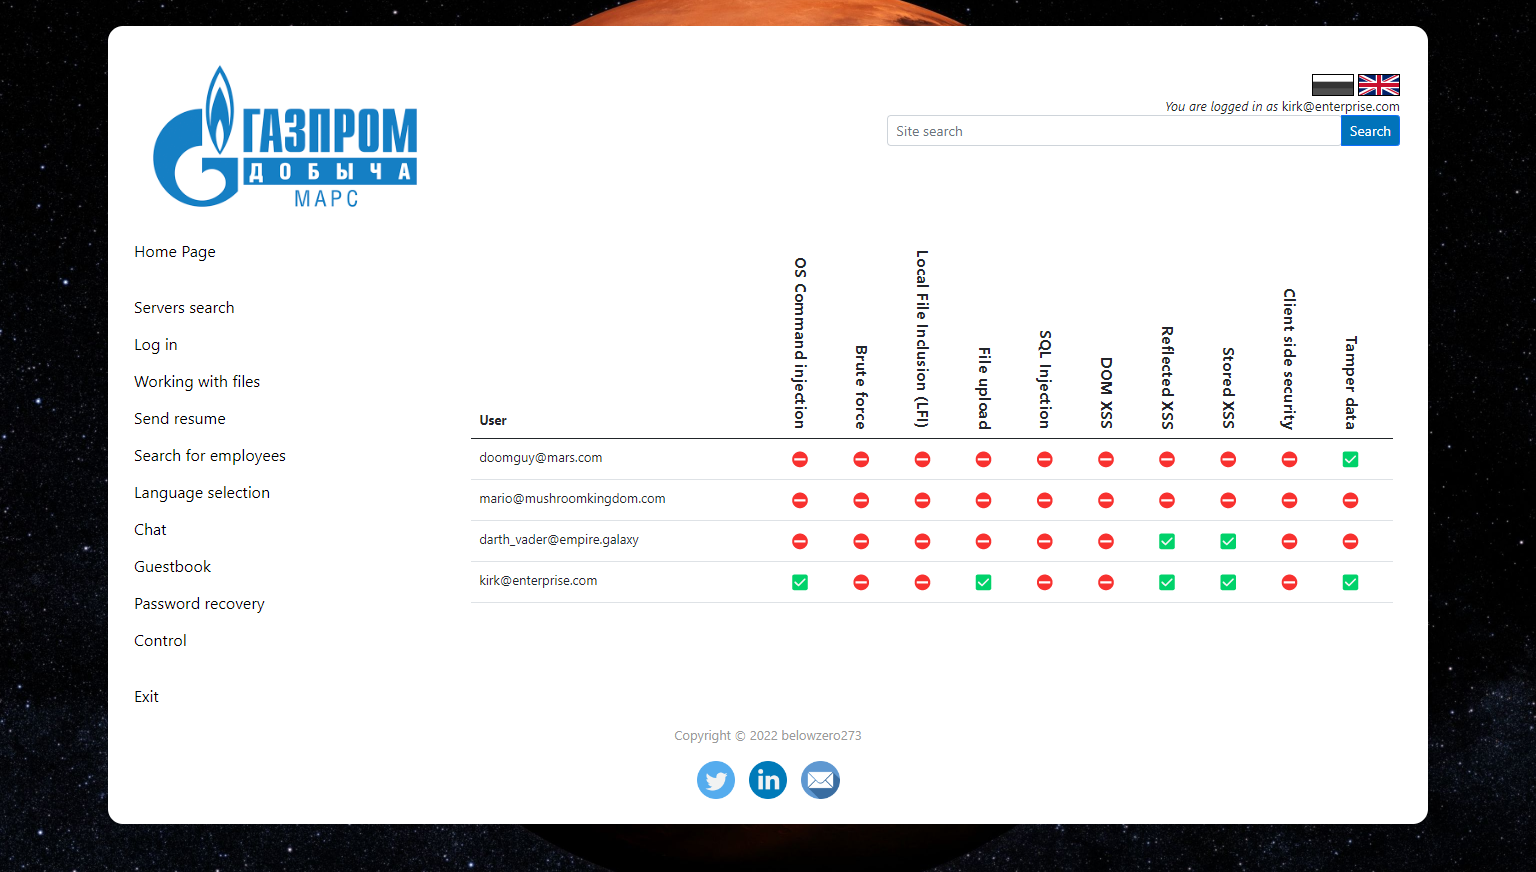 ГАЗПРОМ
ДОБЫЧА
МАРС
You are logged in as kirk@enterprise.com
Site search
Search
Home Page
Servers search
Log in
Working with files
Send resume
Search for employees
Language selection
Chat
Guestbook
Password recovery
Control
Exit
User
OS Command injection
Brute force
Local File Inclusion (LFI)
File upload
SQL Injection
DOM XSS
Reflected XSS
Stored XSS
Client side security
Tamper data
doomguy@mars.com
mario@mushroomkingdom.com
darth_vader@empire.galaxy
kirk@enterprise.com
Copyright © 2022 belowzero273
in